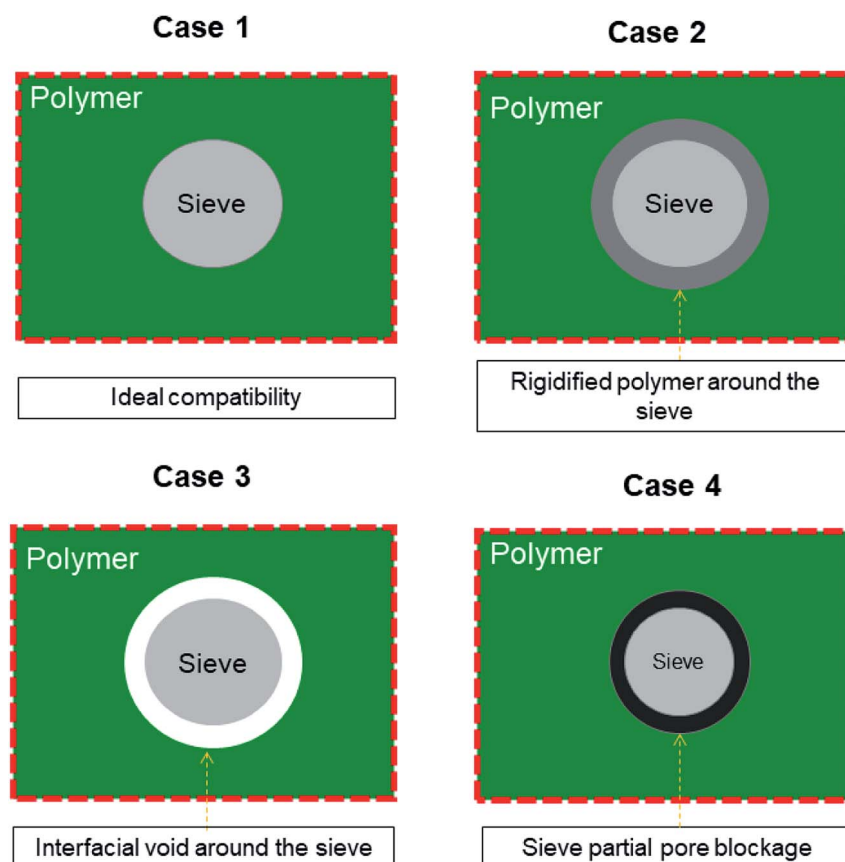 Case 1
Case 2
Polymer
Sieve
Polymer
Sieve
Ideal compatibility
Rigidified polymer around the
sieve
Case 3
Case 4
Polymer
Sieve
Polymer
Sieve
Interfacial void around the sieve
Sieve partial pore blockage